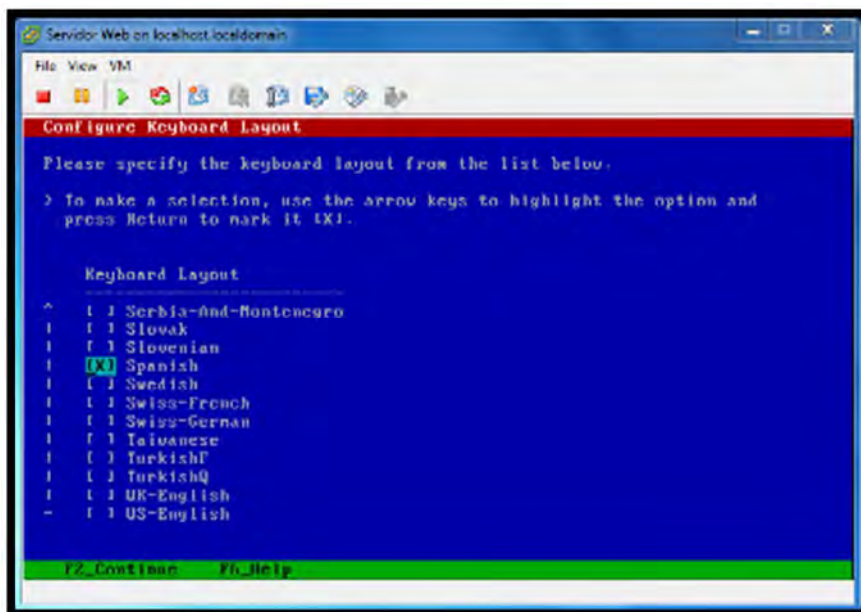 Servidor Web on localhost.localdomain
File View VM
Configure Keyboard Layout
Please specify the keyboard layout from the list below.
> To make a selection, use the arrow keys to highlight the option and
press Return to mark it [X].
Keyboard Layout
-------------------------------
^ [ ] Serbia-And-Montenegro
| [ ] Slovak
| [ ] Slovenian
| [X] Spanish
| [ ] Swedish
| [ ] Swiss-French
| [ ] Swiss-German
| [ ] Taiwanese
| [ ] TurkishF
| [ ] TurkishQ
| [ ] UK-English
- [ ] US-English
F2_Continue F6_Help